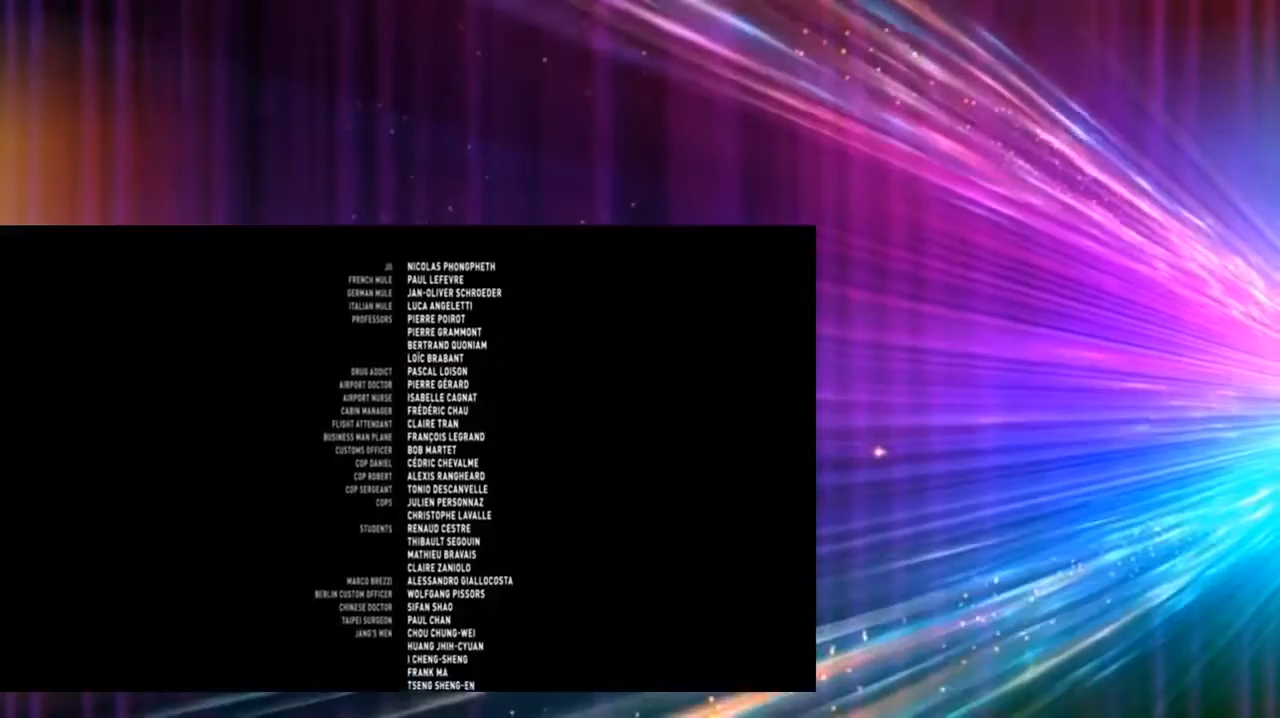 JII NICOLAS PHONGPHETH
FRENCH MULE PAUL LEFEVRE
GERMAN MULE JAN-OLIVER SCHROEDER
ITALIAN MULE LUCA ANGELETTI
PROFESSORS PIERRE POIROT
PIERRE GRAMMONT
BERTRAND QUONIAM
LOÏC BRABANT
DRUG ADDICT PASCAL LOISON
AIRPORT DOCTOR PIERRE GÉRARD
AIRPORT NURSE ISABELLE CAGNAT
CABIN MANAGER FRÉDÉRIC CHAU
FLIGHT ATTENDANT CLAIRE TRAN
BUSINESS MAN PLANE FRANÇOIS LEGRAND
CUSTOMS OFFICER BOB MARTET
COP DANIEL CÉDRIC CHEVALME
COP ROBERT ALEXIS RANGHEARD
COP SERGEANT TONIO DESCANVELLE
COPS JULIEN PERSONNAZ
CHRISTOPHE LAVALLE
STUDENTS RENAUD CESTRE
THIBAULT SEGOUIN
MATHIEU BRAVAIS
CLAIRE ZANIOLO
MARCO BREZZI ALESSANDRO GIALLOCOSTA
BERLIN CUSTOM OFFICER WOLFGANG PISSORS
CHINESE DOCTOR SIFAN SHAO
TAIPEI SURGEON PAUL CHAN
JANG'S MEN CHOU CHUNG-WEI
HUANG JHIH-CYUAN
I CHENG-SHENG
FRANK MA
TSENG SHENG-EN